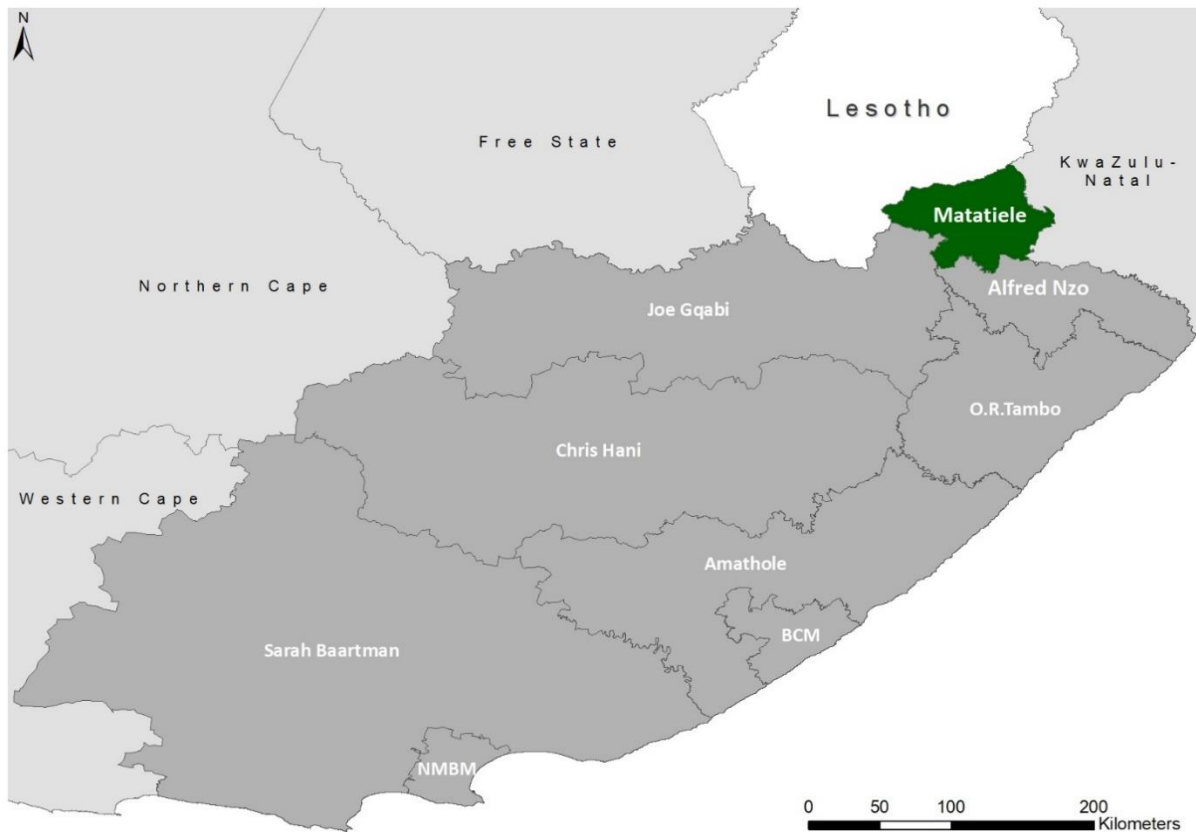 N
Lesotho
Free State
KwaZulu-
Natal
Matatiele
Northern Cape
Alfred Nzo
Joe Gqabi
O.R.Tambo
Chris Hani
Western Cape
Amathole
BCM
Sarah Baartman
NMBM
0 50 100 200
Kilometers